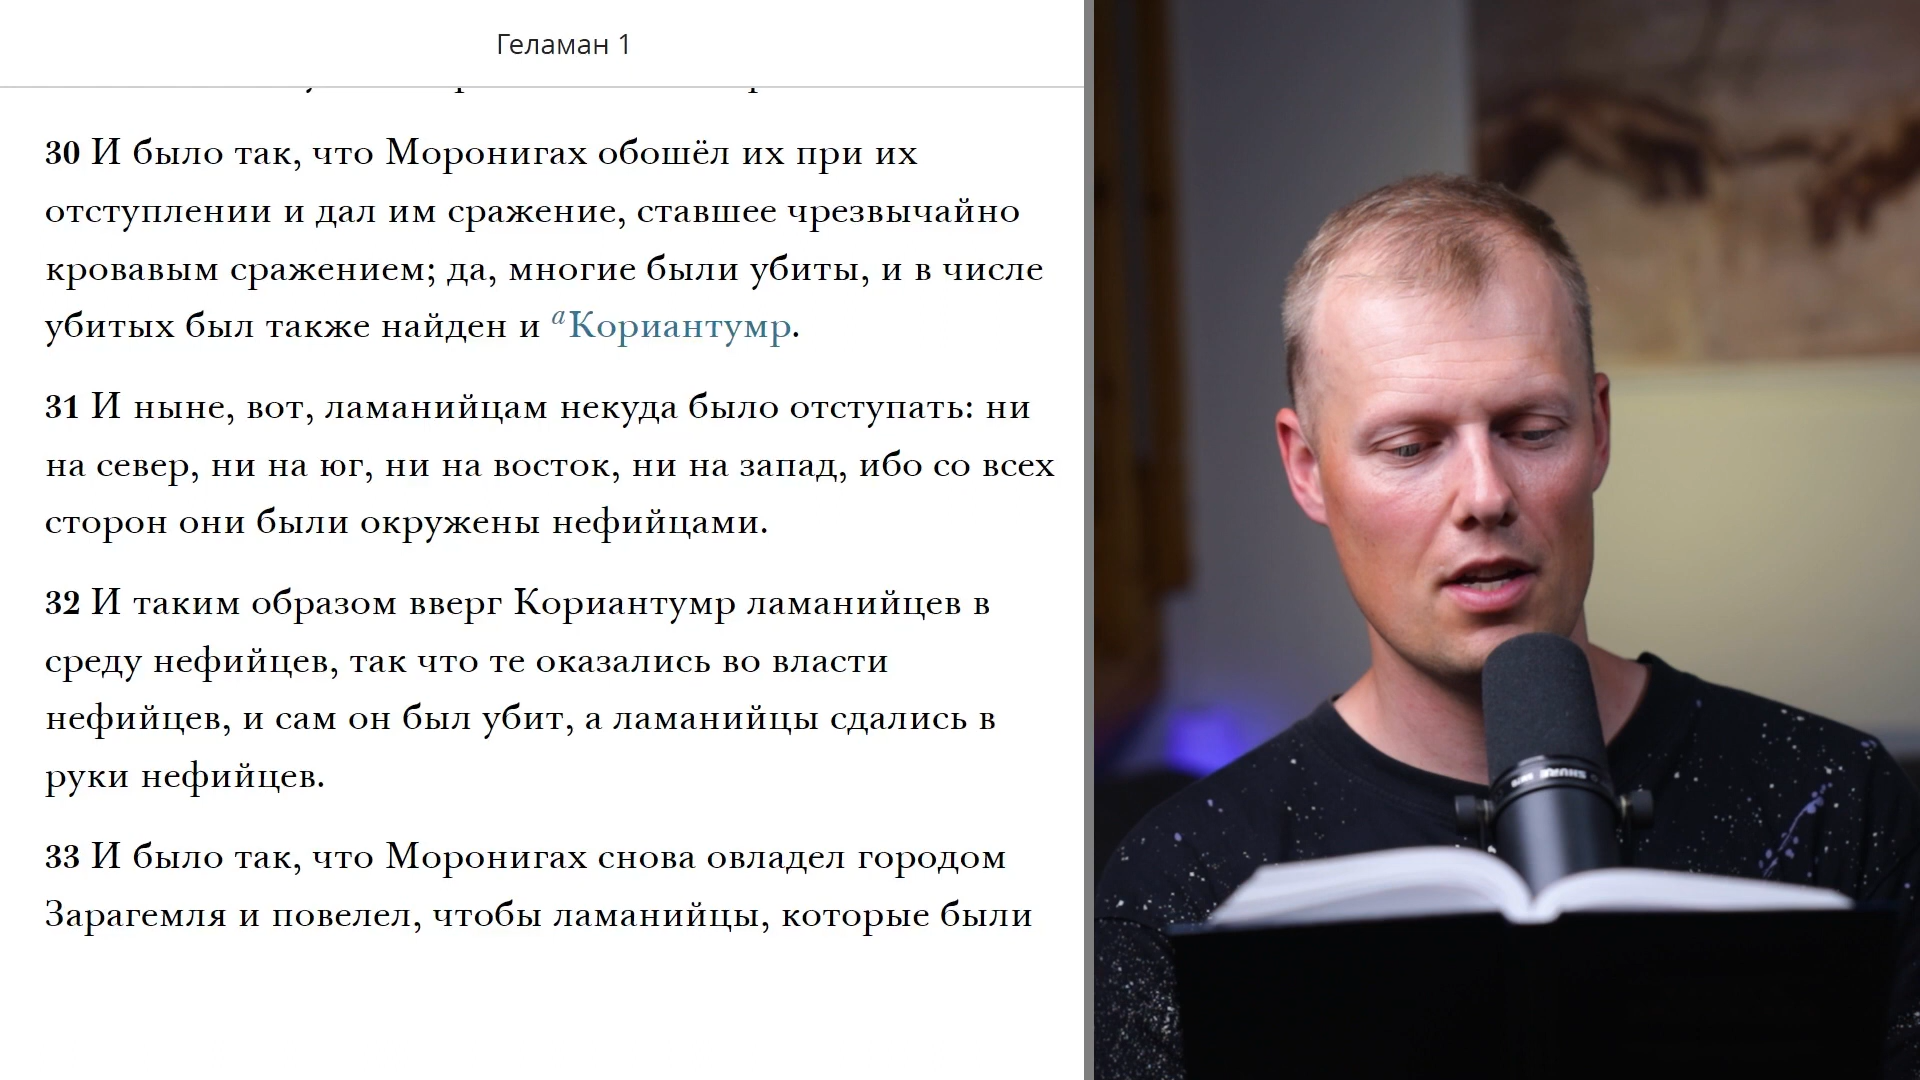 Геламан 1
30 И было так, что Моронигах обошёл их при их
отступлении и дал им сражение, ставшее чрезвычайно
кровавым сражением; да, многие были убиты, и в числе
убитых был также найден и aКориантумр.
31 И ныне, вот, ламанийцам некуда было отступать: ни
на север, ни на юг, ни на восток, ни на запад, ибо со всех
сторон они были окружены нефийцами.
32 И таким образом вверг Кориантумр ламанийцев в
среду нефийцев, так что те оказались во власти
нефийцев, и сам он был убит, а ламанийцы сдались в
руки нефийцев.
33 И было так, что Моронигах снова овладел городом
Зарагемля и повелел, чтобы ламанийцы, которые были
SHURE